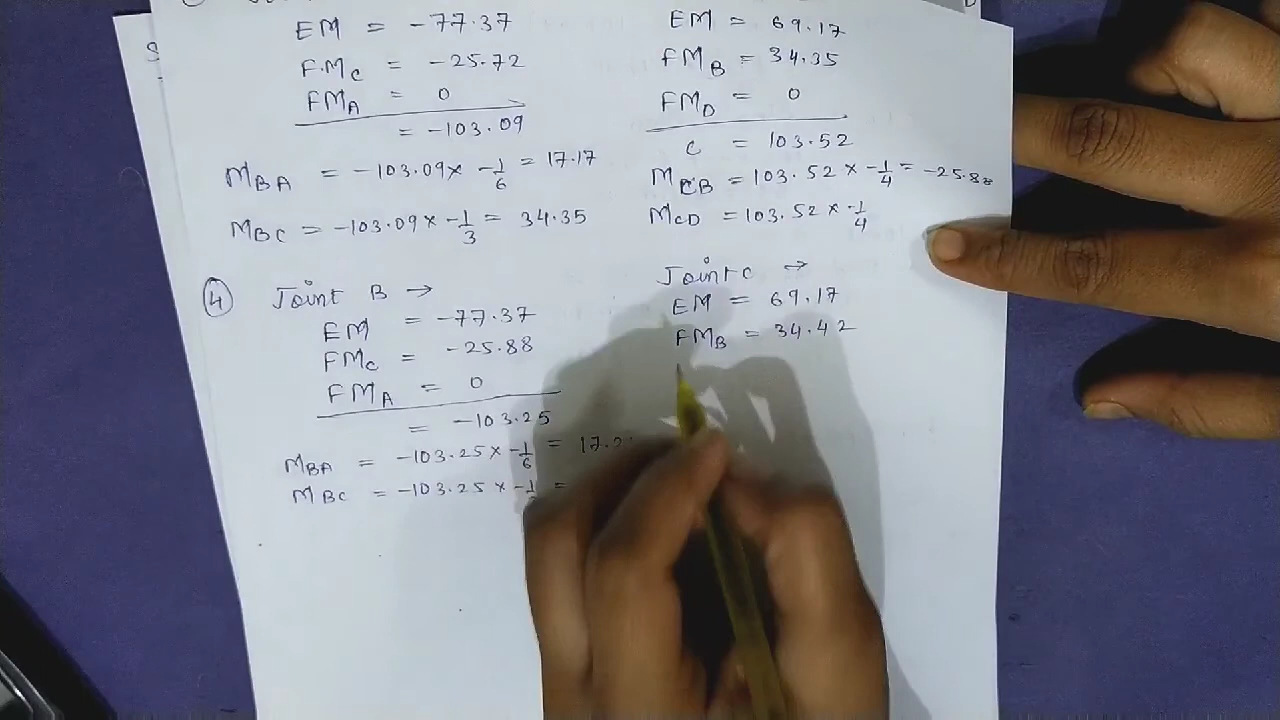 EM = -77.37
F.MC = -25.72
FMA = 0
= -103.09
MBA = -103.09 × -1/6 = 17.17
MBC = -103.09 × -1/3 = 34.35
EM = 69.17
FMB = 34.35
FMD = 0
C = 103.52
MCB = 103.52 × -1/4 = -25.88
MCD = 103.52 × -1/4
④ Joint B →
EM = -77.37
FMC = -25.88
FMA = 0
= -103.25
MBA = -103.25 × -1/6 = 17.2
MBC = -103.25 × -1/ =
Joint C →
EM = 69.17
FMB = 34.42